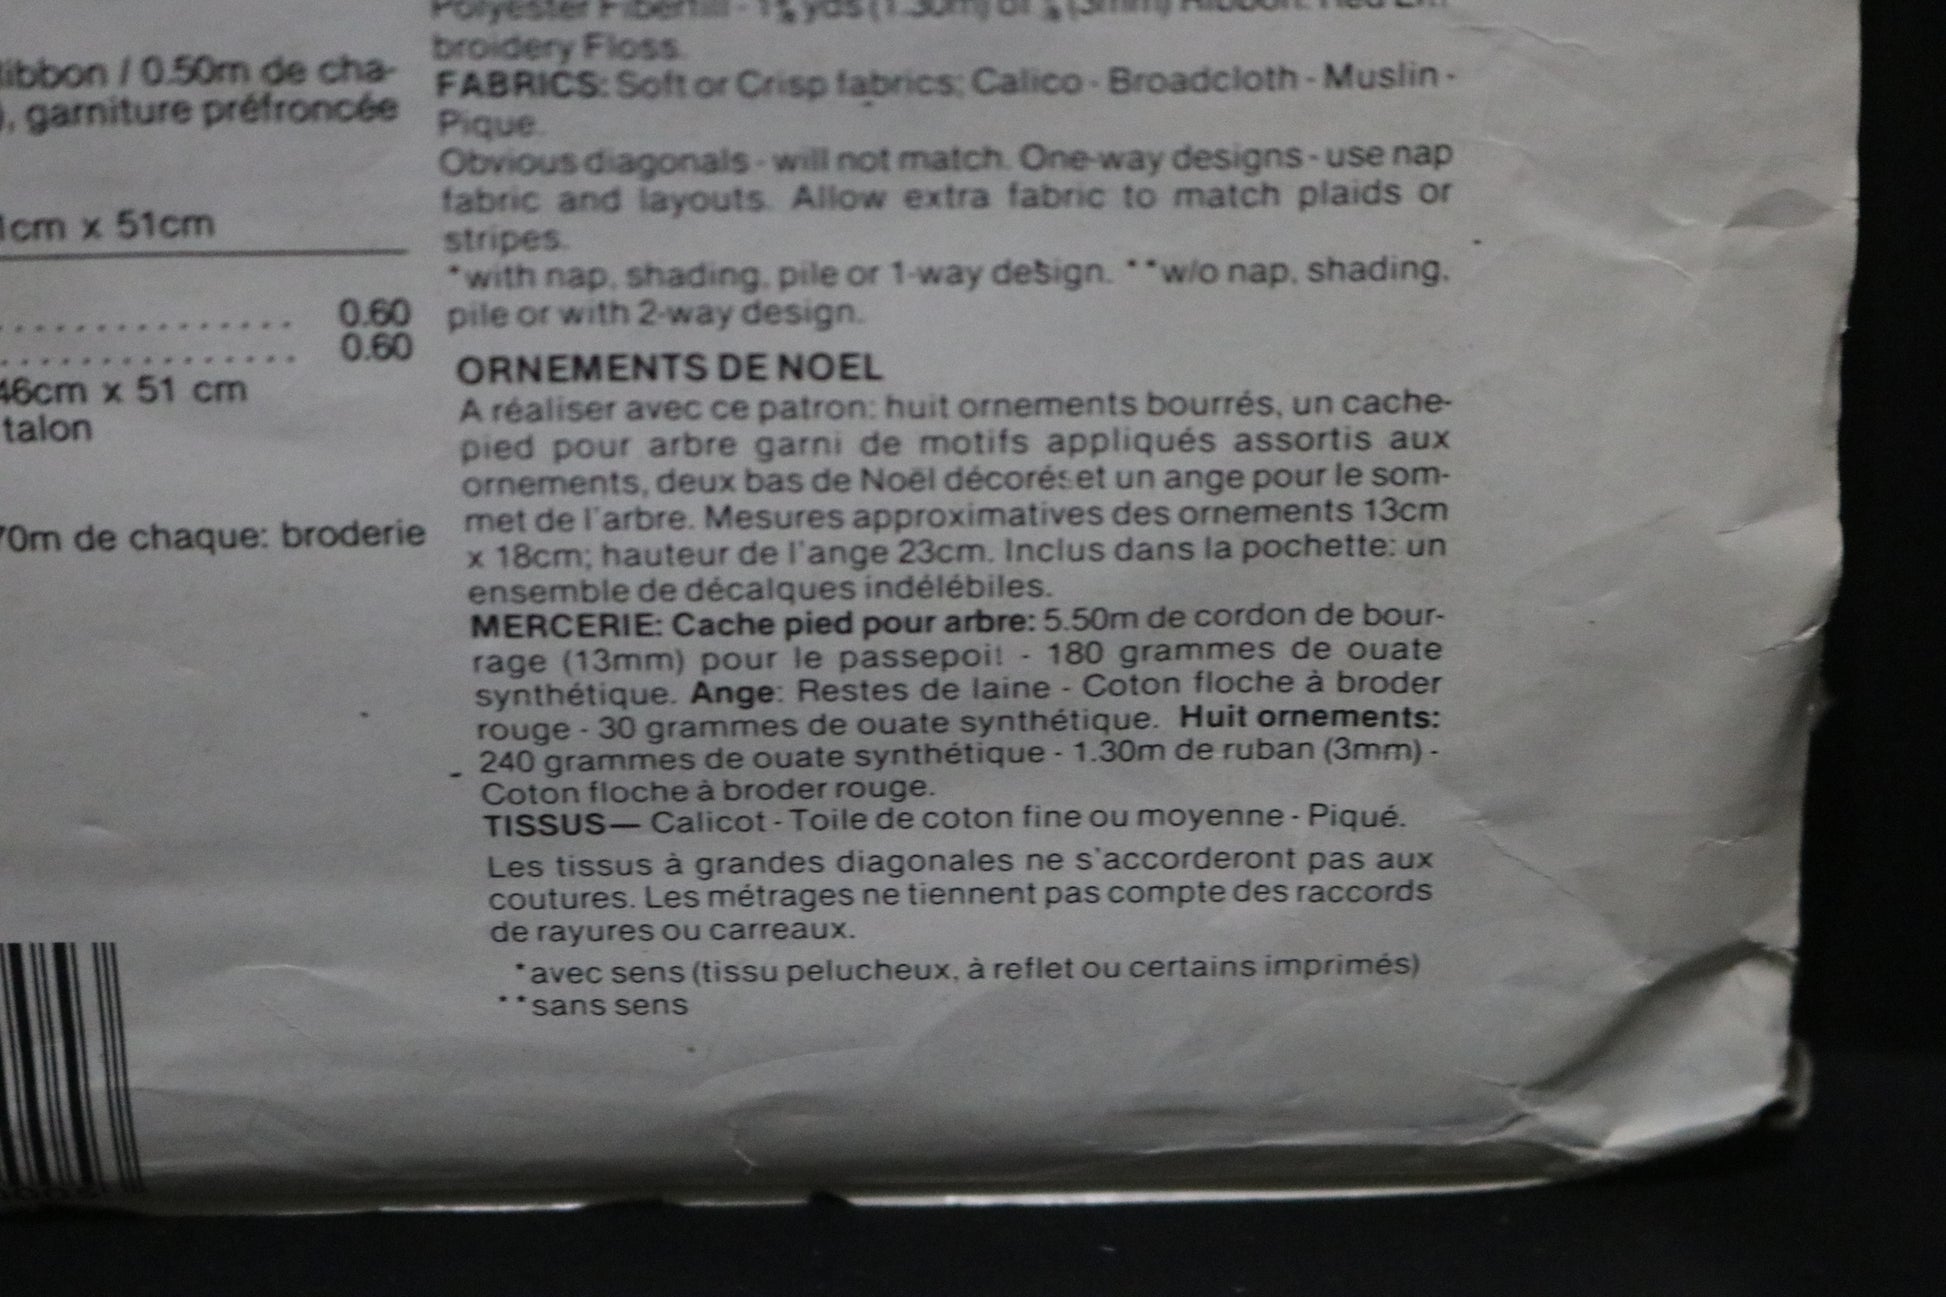 ibbon / 0.50m de cha-
), garniture préfroncée
1cm x 51cm
0.60
0.60
46cm x 51 cm
talon
70m de chaque: broderie
Polyester Fiberfill - yds (1.30m) of (3mm) Ribbon. Red Em-
broidery Floss.
FABRICS: Soft or Crisp fabrics; Calico - Broadcloth - Muslin -
Pique.
Obvious diagonals - will not match. One-way designs - use nap
fabric and layouts. Allow extra fabric to match plaids or
stripes.
*with nap, shading, pile or 1-way design. **w/o nap, shading,
pile or with 2-way design.
ORNEMENTS DE NOEL
A réaliser avec ce patron: huit ornements bourrés, un cache-
pied pour arbre garni de motifs appliqués assortis aux
ornements, deux bas de Noël décorés et un ange pour le som-
met de l'arbre. Mesures approximatives des ornements 13cm
x 18cm; hauteur de l'ange 23cm. Inclus dans la pochette: un
ensemble de décalques indélébiles.
MERCERIE: Cache pied pour arbre: 5.50m de cordon de bour-
rage (13mm) pour le passepoil - 180 grammes de ouate
synthétique. Ange: Restes de laine - Coton floche à broder
rouge - 30 grammes de ouate synthétique. Huit ornements:
240 grammes de ouate synthétique - 1.30m de ruban (3mm) -
Coton floche à broder rouge.
TISSUS— Calicot - Toile de coton fine ou moyenne - Piqué.
Les tissus à grandes diagonales ne s'accorderont pas aux
coutures. Les métrages ne tiennent pas compte des raccords
de rayures ou carreaux.
*avec sens (tissu pelucheux, à reflet ou certains imprimés)
**sans sens